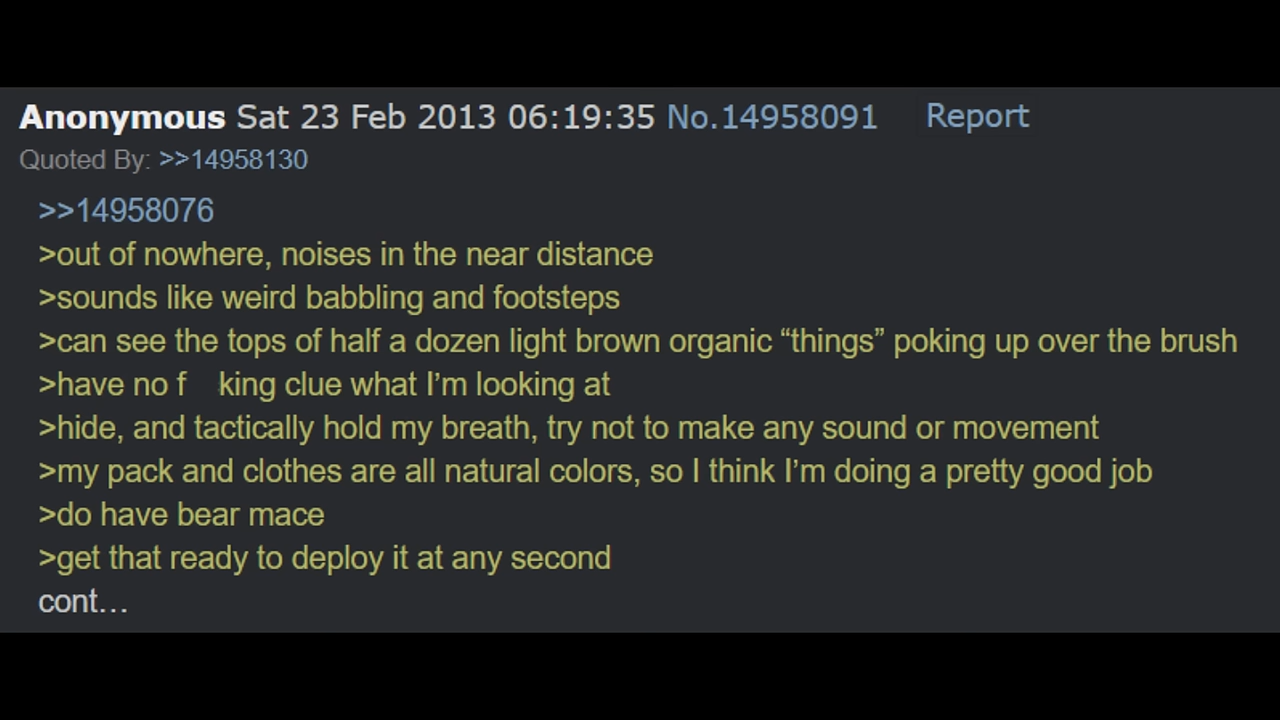 Anonymous Sat 23 Feb 2013 06:19:35 No.14958091 Report
Quoted By: >>14958130
>>14958076
>out of nowhere, noises in the near distance
>sounds like weird babbling and footsteps
>can see the tops of half a dozen light brown organic “things” poking up over the brush
>have no f king clue what I’m looking at
>hide, and tactically hold my breath, try not to make any sound or movement
>my pack and clothes are all natural colors, so I think I’m doing a pretty good job
>do have bear mace
>get that ready to deploy it at any second
cont…